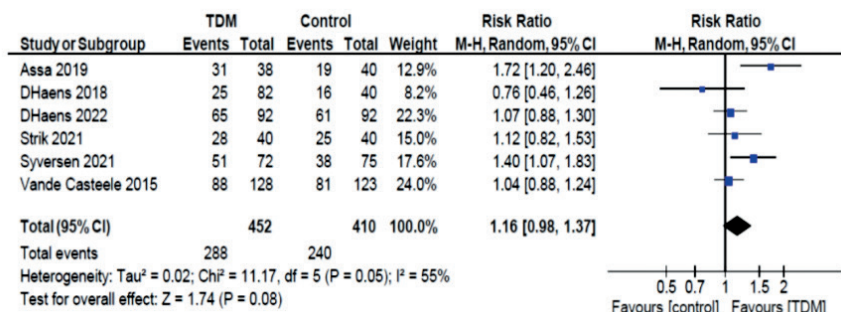 TDM Control Risk Ratio Risk Ratio
Study or Subgroup Events Total Events Total Weight M-H, Random, 95% CI M-H, Random, 95% CI
Assa 2019 31 38 19 40 12.9% 1.72 [1.20, 2.46]
DHaens 2018 25 82 16 40 8.2% 0.76 [0.46, 1.26]
DHaens 2022 65 92 61 92 22.3% 1.07 [0.88, 1.30]
Strik 2021 28 40 25 40 15.0% 1.12 [0.82, 1.53]
Syversen 2021 51 72 38 75 17.6% 1.40 [1.07, 1.83]
Vande Casteele 2015 88 128 81 123 24.0% 1.04 [0.88, 1.24]
Total (95% CI) 452 410 100.0% 1.16 [0.98, 1.37]
Total events 288 240
Heterogeneity: Tau² = 0.02; Chi² = 11.17, df = 5 (P = 0.05); I² = 55%
Test for overall effect: Z = 1.74 (P = 0.08)
0.5 0.7 1 1.5 2
Favours [control] Favours [TDM]